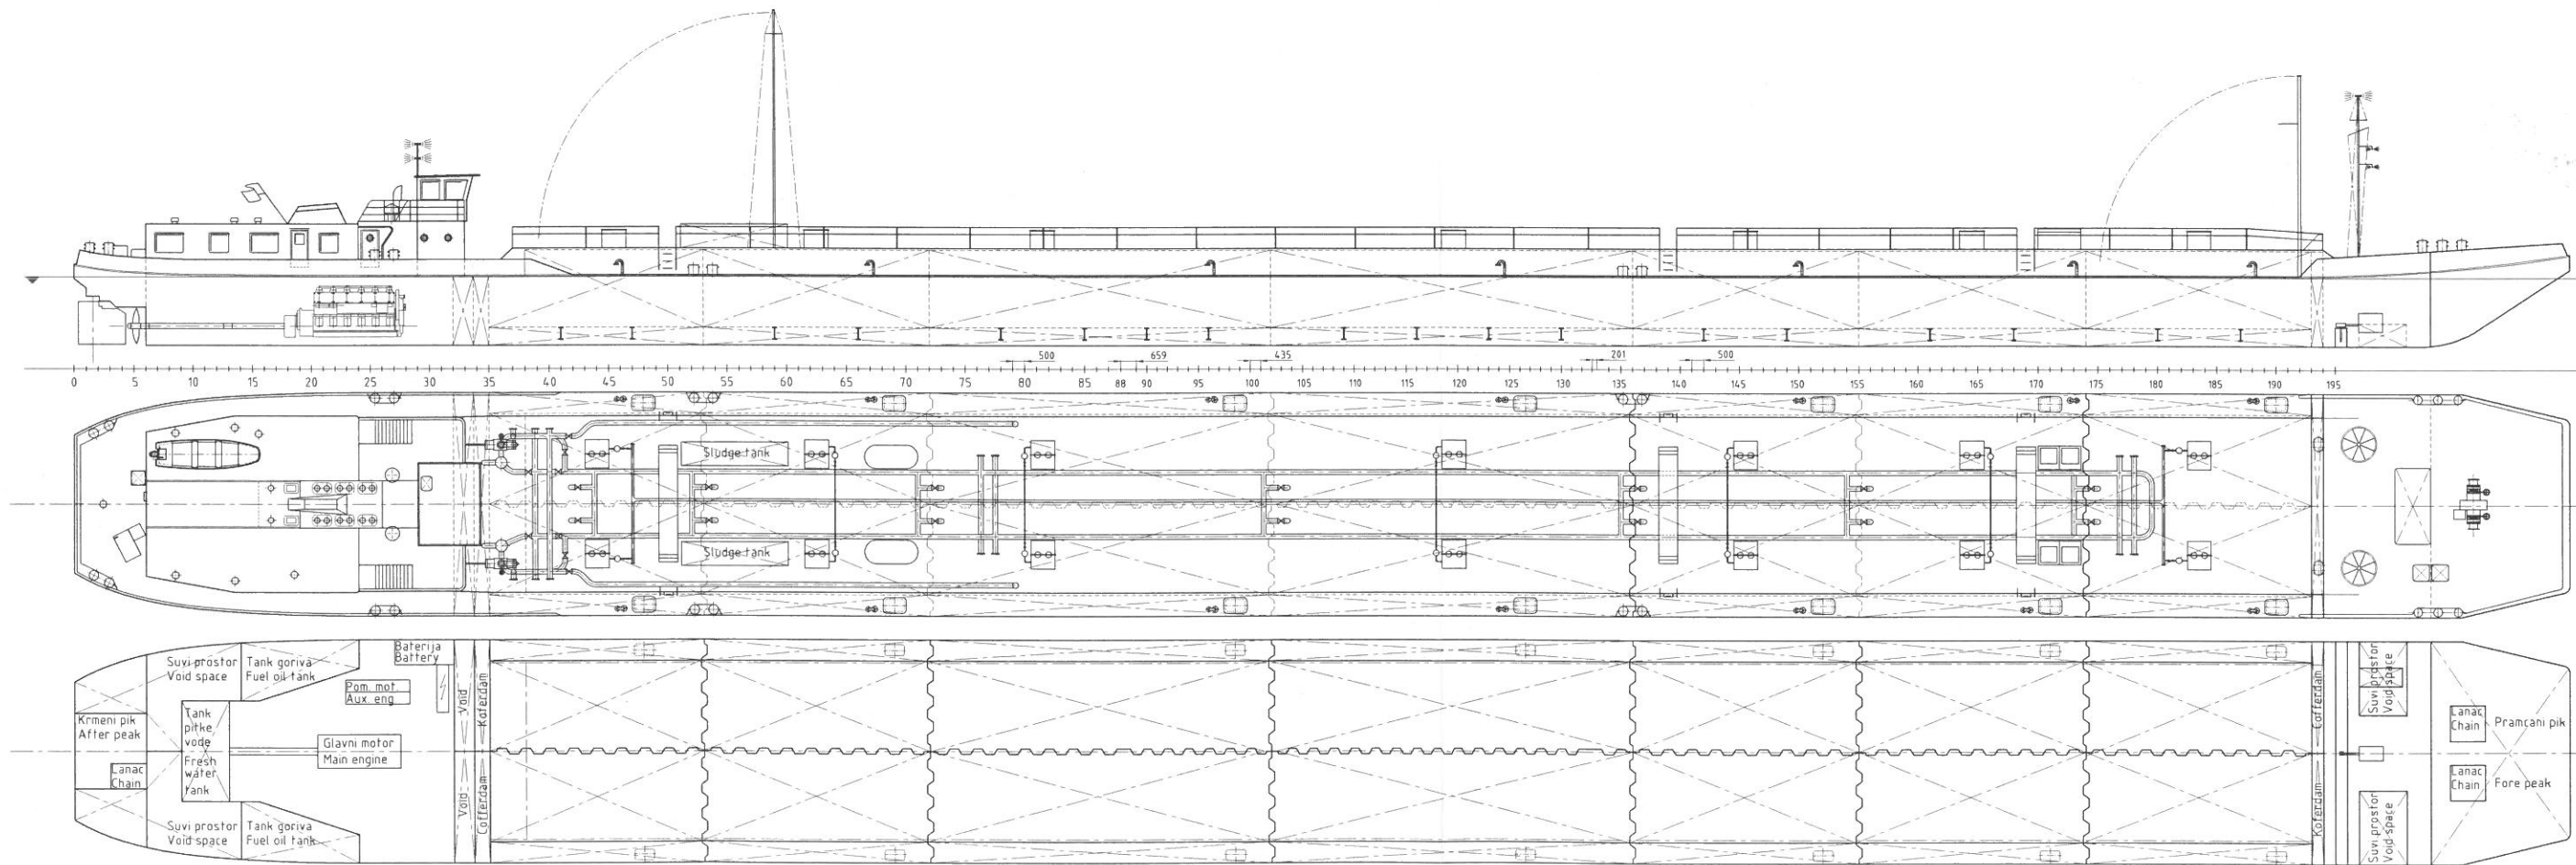 500
659
435
201
500
0 5 10 15 20 25 30 35 40 45 50 55 60 65 70 75 80 85 88 90 95 100 105 110 115 120 125 130 135 140 145 150 155 160 165 170 175 180 185 190 195
Sludge tank
Sludge tank
Suvi prostor
Void space
Tank goriva
Fuel oil tank
Baterija
Battery
Pom. mot.
Aux. eng
Krmeni pik
After peak
Lanac
Chain
Tank
pitke
vode
Fresh
water
tank
Glavni motor
Main engine
Suvi prostor
Void space
Tank goriva
Fuel oil tank
Void
Koferdam
Void
Cofferdam
Cofferdam
Koferdam
Suvi prostor
Void space
Suvi prostor
Void space
Lanac
Chain
Pramcani pik
Lanac
Chain
Fore peak